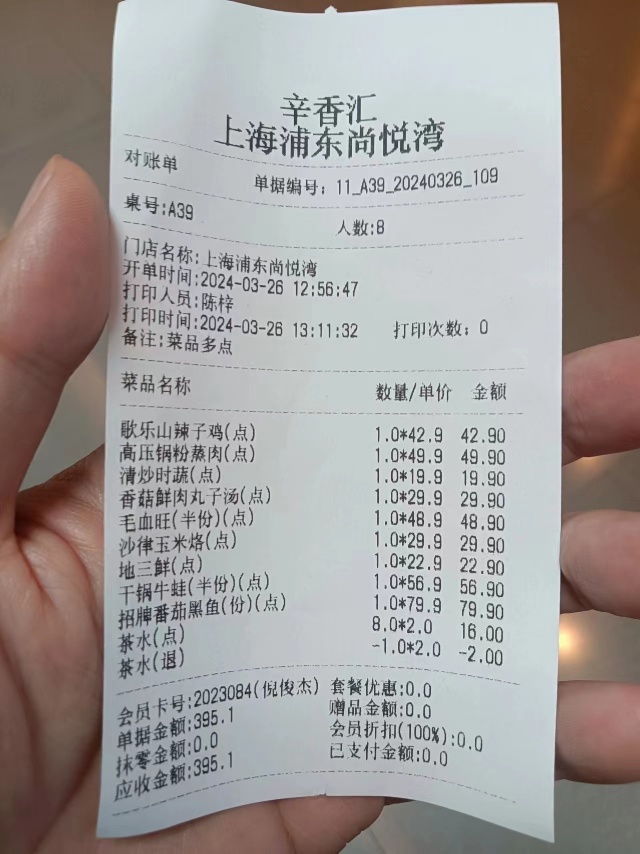 辛香汇
上海浦东尚悦湾
对账单 单据编号: 11_A39_20240326_109
桌号:A39 人数:8
门店名称:上海浦东尚悦湾
开单时间:2024-03-26 12:56:47
打印人员:陈梓
打印时间:2024-03-26 13:11:32 打印次数: 0
备注:菜品多点
菜品名称 数量/单价 金额
歌乐山辣子鸡(点) 1.0*42.9 42.90
高压锅粉蒸肉(点) 1.0*49.9 49.90
清炒时蔬(点) 1.0*19.9 19.90
香菇鲜肉丸子汤(点) 1.0*29.9 29.90
毛血旺(半份)(点) 1.0*48.9 48.90
沙律玉米烙(点) 1.0*29.9 29.90
地三鲜(点) 1.0*22.9 22.90
干锅牛蛙(半份)(点) 1.0*56.9 56.90
招牌番茄黑鱼(份)(点) 1.0*79.9 79.90
茶水(点) 8.0*2.0 16.00
茶水(退) -1.0*2.0 -2.00
会员卡号:2023084(倪俊杰) 套餐优惠:0.0
单据金额:395.1 赠品金额:0.0
抹零金额:0.0 会员折扣(100%):0.0
应收金额:395.1 已支付金额:0.0